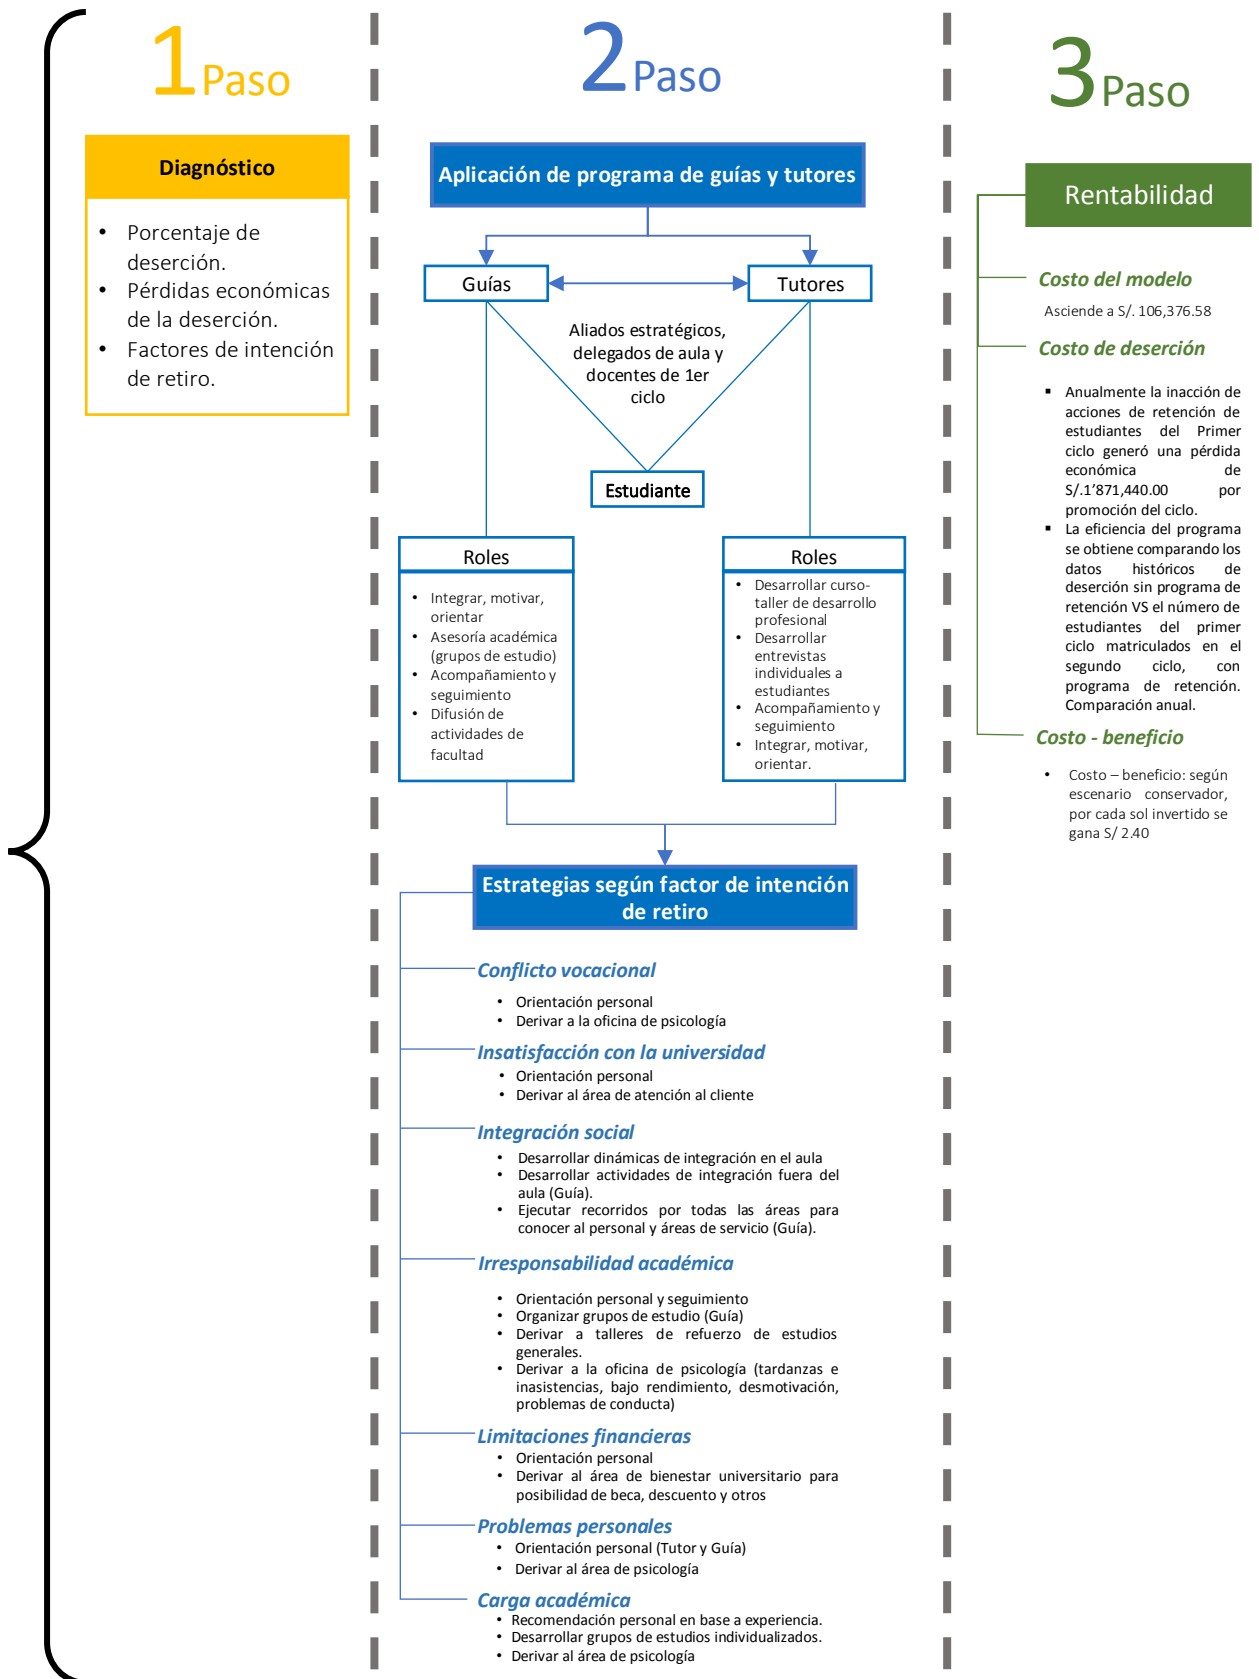 1 Paso
Diagnóstico
• Porcentaje de
deserción.
• Pérdidas económicas
de la deserción.
• Factores de intención
de retiro.
2 Paso
Aplicación de programa de guías y tutores
Guías
Tutores
Aliados estratégicos,
delegados de aula y
docentes de 1er
ciclo
Estudiante
Roles
• Integrar, motivar,
orientar
• Asesoría académica
(grupos de estudio)
• Acompañamiento y
seguimiento
• Difusión de
actividades de
facultad
Roles
• Desarrollar curso-
taller de desarrollo
profesional
• Desarrollar
entrevistas
individuales a
estudiantes
• Acompañamiento y
seguimiento
• Integrar, motivar,
orientar.
Estrategias según factor de intención
de retiro
Conflicto vocacional
• Orientación personal
• Derivar a la oficina de psicología
Insatisfacción con la universidad
• Orientación personal
• Derivar al área de atención al cliente
Integración social
• Desarrollar dinámicas de integración en el aula
• Desarrollar actividades de integración fuera del
aula (Guía).
• Ejecutar recorridos por todas las áreas para
conocer al personal y áreas de servicio (Guía).
Irresponsabilidad académica
• Orientación personal y seguimiento
• Organizar grupos de estudio (Guía)
• Derivar a talleres de refuerzo de estudios
generales.
• Derivar a la oficina de psicología (tardanzas e
inasistencias, bajo rendimiento, desmotivación,
problemas de conducta)
Limitaciones financieras
• Orientación personal
• Derivar al área de bienestar universitario para
posibilidad de beca, descuento y otros
Problemas personales
• Orientación personal (Tutor y Guía)
• Derivar al área de psicología
Carga académica
• Recomendación personal en base a experiencia.
• Desarrollar grupos de estudios individualizados.
• Derivar al área de psicología
3 Paso
Rentabilidad
Costo del modelo
Asciende a S/. 106,376.58
Costo de deserción
▪ Anualmente la inacción de
acciones de retención de
estudiantes del Primer
ciclo generó una pérdida
económica de
S/.1’871,440.00 por
promoción del ciclo.
▪ La eficiencia del programa
se obtiene comparando los
datos históricos de
deserción sin programa de
retención VS el número de
estudiantes del primer
ciclo matriculados en el
segundo ciclo, con
programa de retención.
Comparación anual.
Costo - beneficio
• Costo – beneficio: según
escenario conservador,
por cada sol invertido se
gana S/ 2.40